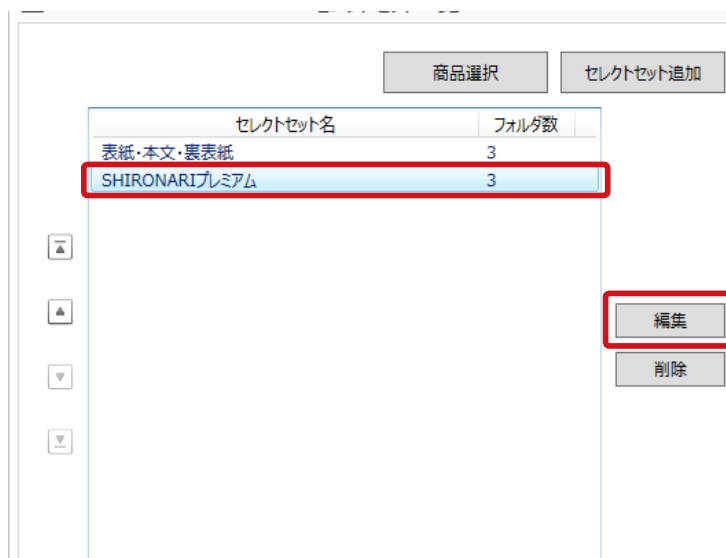 商品選択 セレクトセット追加
セレクトセット名 フォルダ数
表紙・本文・裏表紙 3
SHIRONARIプレミアム 3
編集
削除